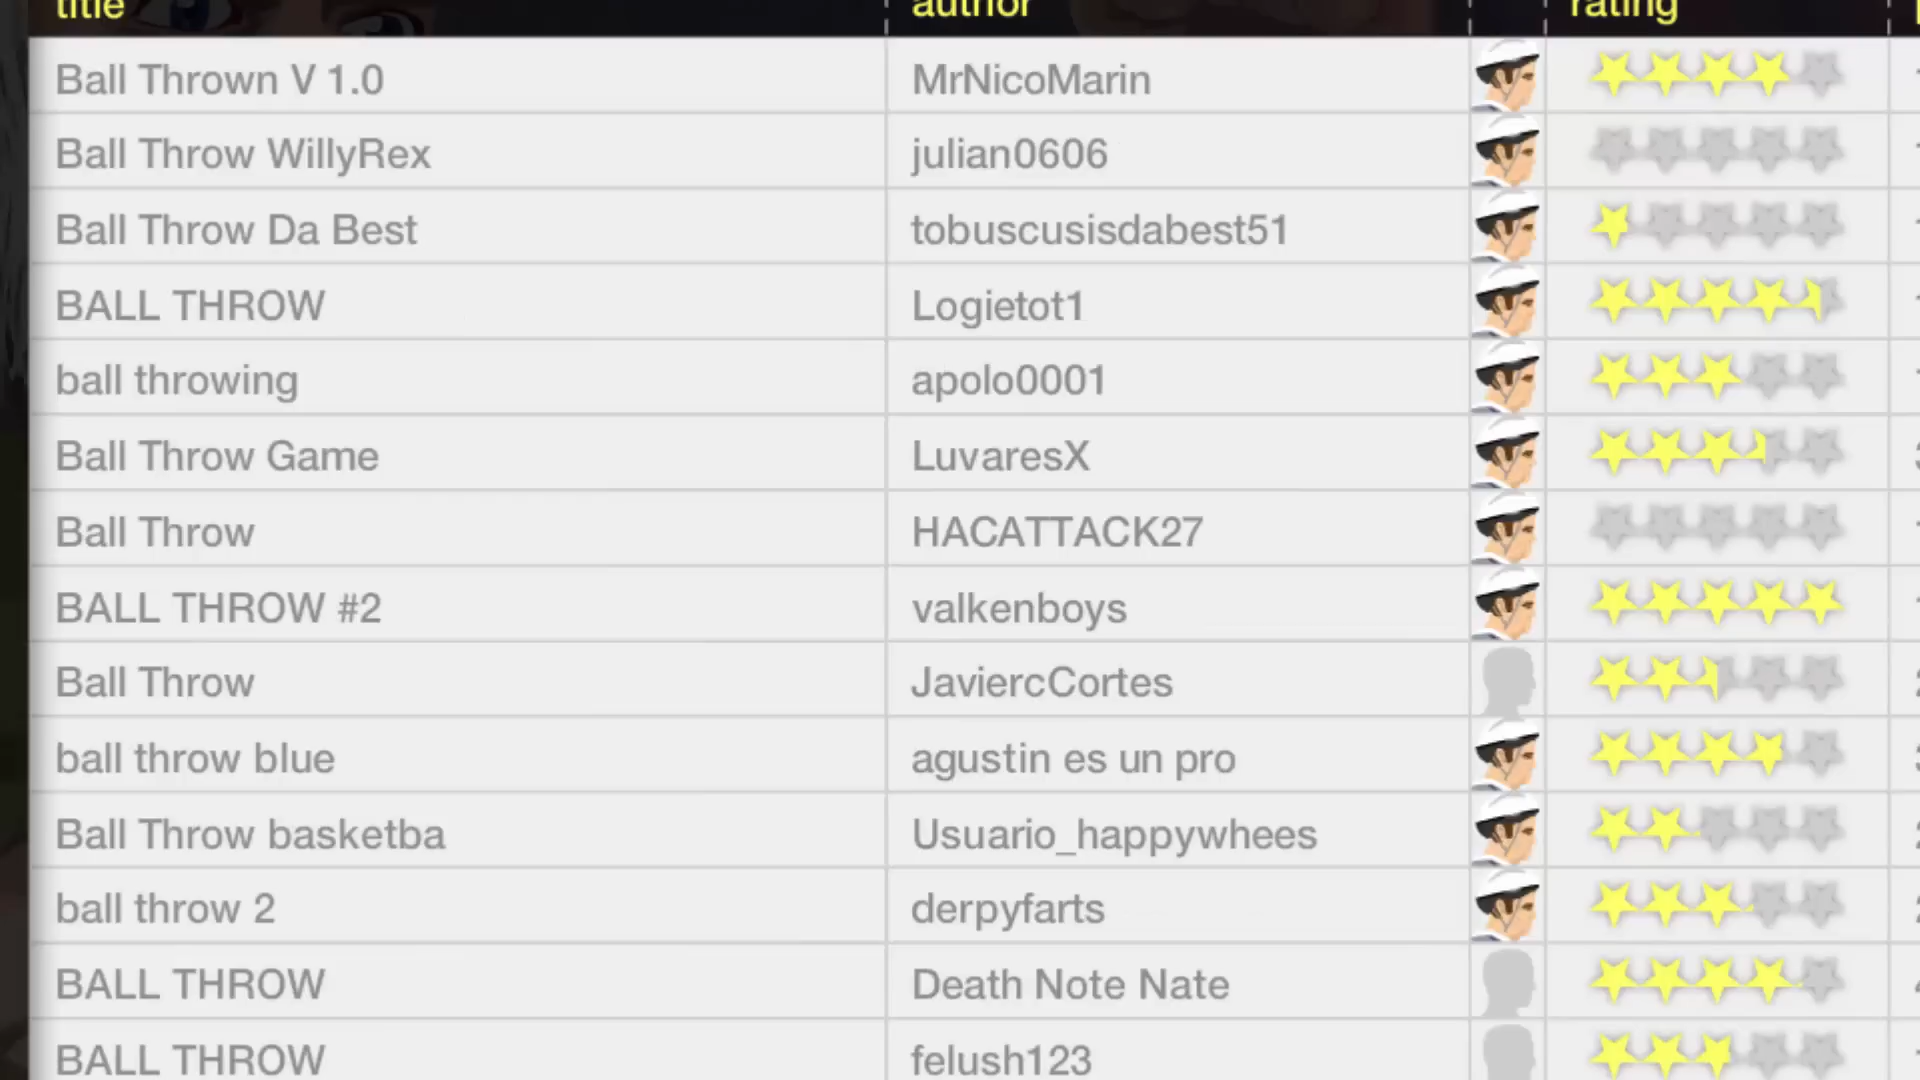 title author rating
Ball Thrown V 1.0 MrNicoMarin
Ball Throw WillyRex julian0606
Ball Throw Da Best tobuscusisdabest51
BALL THROW Logietot1
ball throwing apolo0001
Ball Throw Game LuvaresX
Ball Throw HACATTACK27
BALL THROW #2 valkenboys
Ball Throw JaviercCortes
ball throw blue agustin es un pro
Ball Throw basketba Usuario_happywhees
ball throw 2 derpyfarts
BALL THROW Death Note Nate
BALL THROW felush123